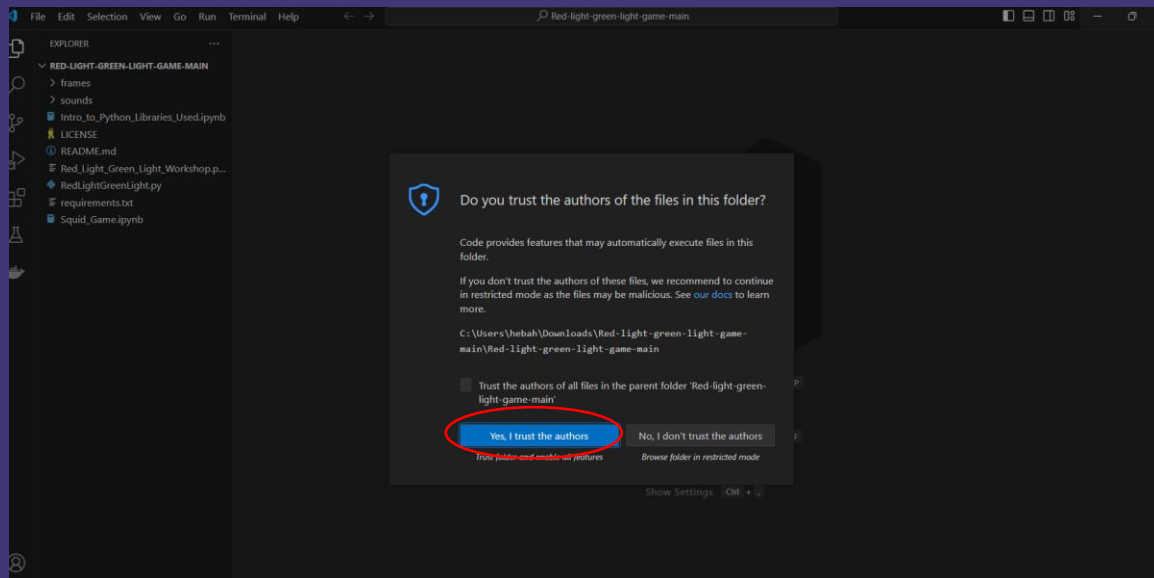 File Edit Selection View Go Run Terminal Help
Red-light-green-light-game-main
EXPLORER
RED-LIGHT-GREEN-LIGHT-GAME-MAIN
frames
sounds
Intro_to_Python_Libraries_Used.ipynb
LICENSE
README.md
Red_Light_Green_Light_Workshop.p...
RedLightGreenLight.py
requirements.txt
Squid_Game.ipynb
Do you trust the authors of the files in this folder?
Code provides features that may automatically execute files in this
folder.
If you don't trust the authors of these files, we recommend to continue
in restricted mode as the files may be malicious. See our docs to learn
more.
C:\Users\hebah\Downloads\Red-light-green-light-game-
main\Red-light-green-light-game-main
Trust the authors of all files in the parent folder 'Red-light-green-
light-game-main'
P
Yes, I trust the authors No, I don't trust the authors
F
Trust folder and enable all features Browse folder in restricted mode
Show Settings Ctrl + ,